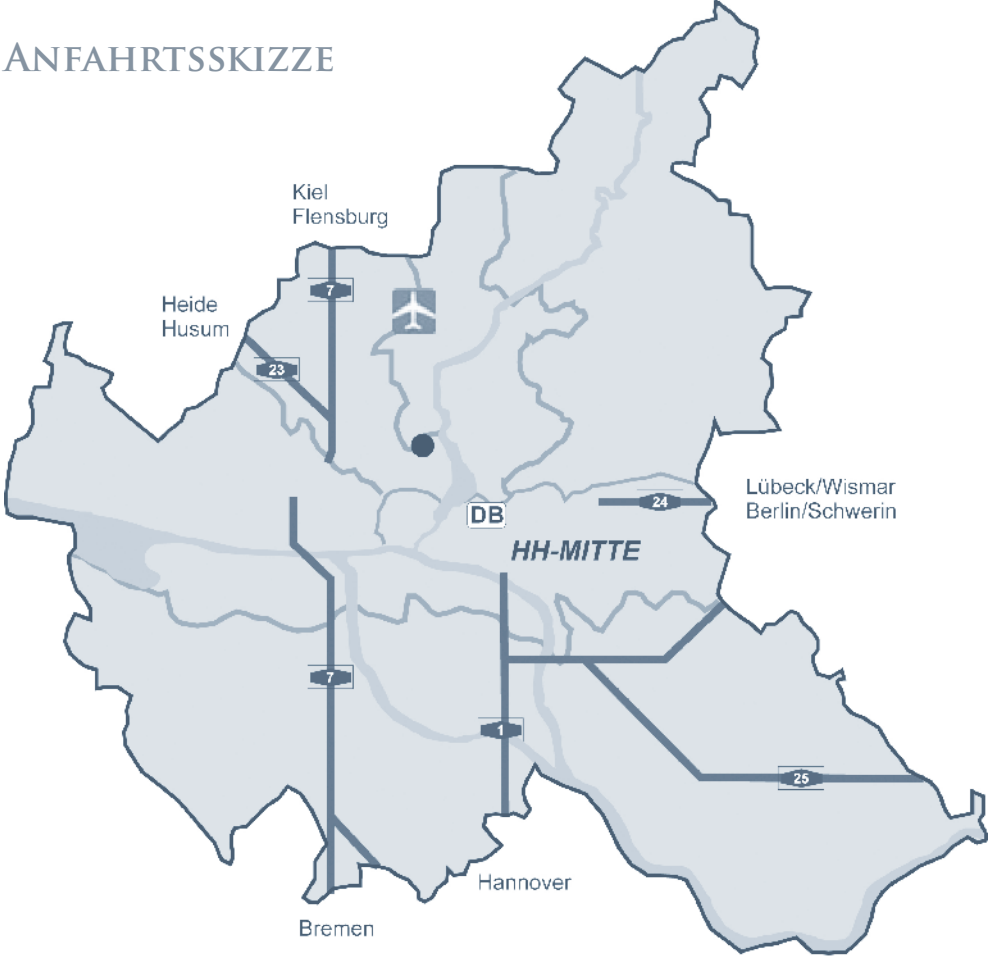 ANFAHRTSSKIZZE
Kiel
Flensburg
7
Heide
Husum
23
Lübeck/Wismar
Berlin/Schwerin
24
DB
HH-MITTE
7
1
25
Hannover
Bremen